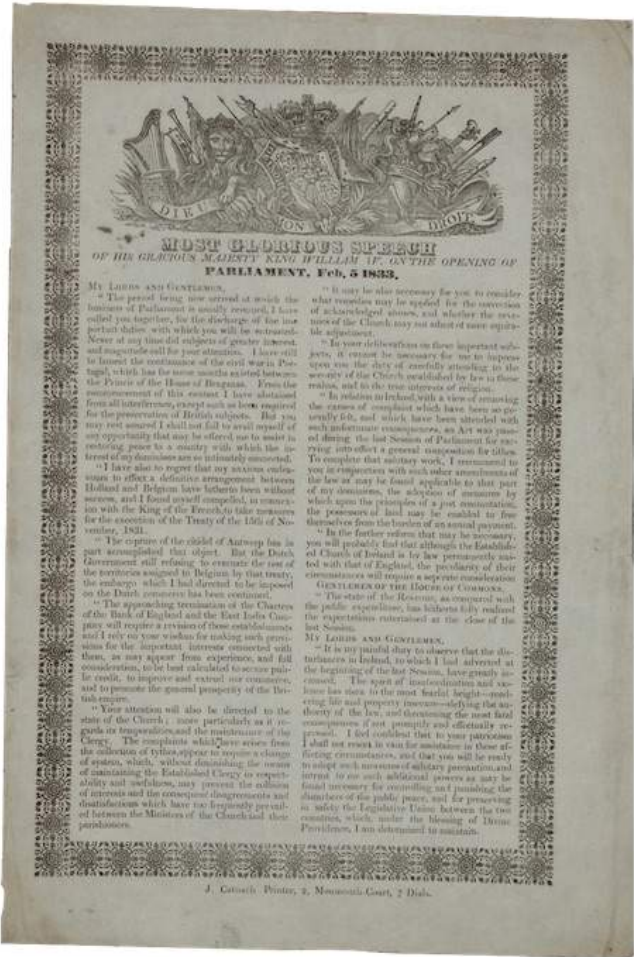 DIEU ET MON DROIT
MOST GLORIOUS SPEECH
OF HIS GRACIOUS MAJESTY KING WILLIAM IV. ON THE OPENING OF
PARLIAMENT, Feb, 5 1833.
MY LORDS AND GENTLEMEN,
"The period being now arrived at which the
business of Parliament is usually resumed, I have
called you together, for the discharge of the im-
portant duties with which you will be entrusted.
Never at any time did subjects of greater interest
and magnitude call for your attention. I have still
to lament the continuance of the civil war in Por-
tugal, which has for some months existed between
the Princes of the House of Braganza. From the
commencement of this contest I have abstained
from all interference, except such as been required
for the preservation of British subjects. But you
may rest assured I shall not fail to avail myself of
any opportunity that may be offered me to assist in
restoring peace to a country with which the in-
terest of my dominions are so intimately connected.
"I have also to regret that my anxious endea-
vours to effect a definitive arrangement between
Holland and Belgium have hitherto been without
success, and I found myself compelled, in conjunc-
ion with the King of the French, to take measures
for the execution of the Treaty of the 15th of No-
vember, 1831.
"The capture of the citidel of Antwerp has in
part accomplished that object. But the Dutch
Government still refusing to evacuate the rest of
the territories assigned to Belgium by that treaty,
the embargo which I had directed to be imposed
on the Dutch commerce has been continued.
"The approaching termination of the Charters
of the Bank of England and the East India Com-
pany will require a revision of these establishments
and I rely on your wisdom for making such provi-
sions for the important interests connected with
them, as may appear from experience, and full
consideration, to be best calculated to secure pub-
lic credit, to improve and extend our commerce,
and to promote the general prosperity of the Bri-
tish empire.
"Your attention will also be directed to the
state of the Church; more particularly as it re-
gards its temporalities, and the maintenance of the
Clergy. The complaints which have arisen from
the collection of tythes, appear to require a change
of system, which, without diminishing the means
of maintaining the Established Clergy in respect-
ability and usefulness, may prevent the collision
of interests and the consequent disagreements and
disatisfactions which have too frequently prevail-
ed between the Ministers of the Church and their
parishioners.
"It may be also necessary for you to consider
what remedies may be applied for the correction
of acknowledged abuses, and whether the reve-
nues of the Church may not admit of more equita-
ble adjustment.
"In your deliberations on these important sub-
jects, it cannot be necessary for me to impress
upon you the duty of carefully attending to the
security of the Church established by law in these
realms, and to the true interests of religion.
"In relation to Ireland, with a view of removing
the causes of complaint which have been so ge-
nerally felt, and which have been attended with
such unfortunate consequences, an Act was pass-
ed during the last Session of Parliament for car-
rying into effect a general composition for tithes.
To complete that salutary work, I recommend to
you in conjunction with such other amendments of
the law as may be found applicable to that part
of my dominions, the adoption of measures by
which upon the principles of a just commutation,
the possessors of land may be enabled to free
themselves from the burden of an annual payment.
"In the further reform that may be necessary,
you will probably find that although the Establish-
ed Church of Ireland is by law permanently uni-
ted with that of England, the peculiarity of their
circumstances will require a seperate consideration
GENTLEMEN OF THE HOUSE OF COMMONS,
"The state of the Revenue, as compared with
the public expenditure, has hitherto fully realized
the expectations entertained at the close of the
last Session.
MY LORDS AND GENTLEMEN,
"It is my painful duty to observe that the dis-
turbances in Ireland, to which I had adverted at
the beginning of the last Session, have greatly in-
creased. The spirit of insubordination and vio-
lence has risen to the most fearful height—rend-
ering life and property insecure—defying the au-
thority of the law, and threatening the most fatal
consequences if not promptly and effectually re-
pressed. I feel confident that to your patriotism
I shall not resort in vain for assistance in these af-
flicting circumstances, and that you will be ready
to adopt such measures of salutary precaution, and
entrust to me such additional powers as may be
found necessary for controlling and punishing the
disturbers of the public peace, and for preserving
in safety the Legislative Union between the two
countries, which, under the blessing of Divine
Providence, I am determined to maintain.
J. Catnach Printer, 2, Monmouth-Court, 7 Dials.